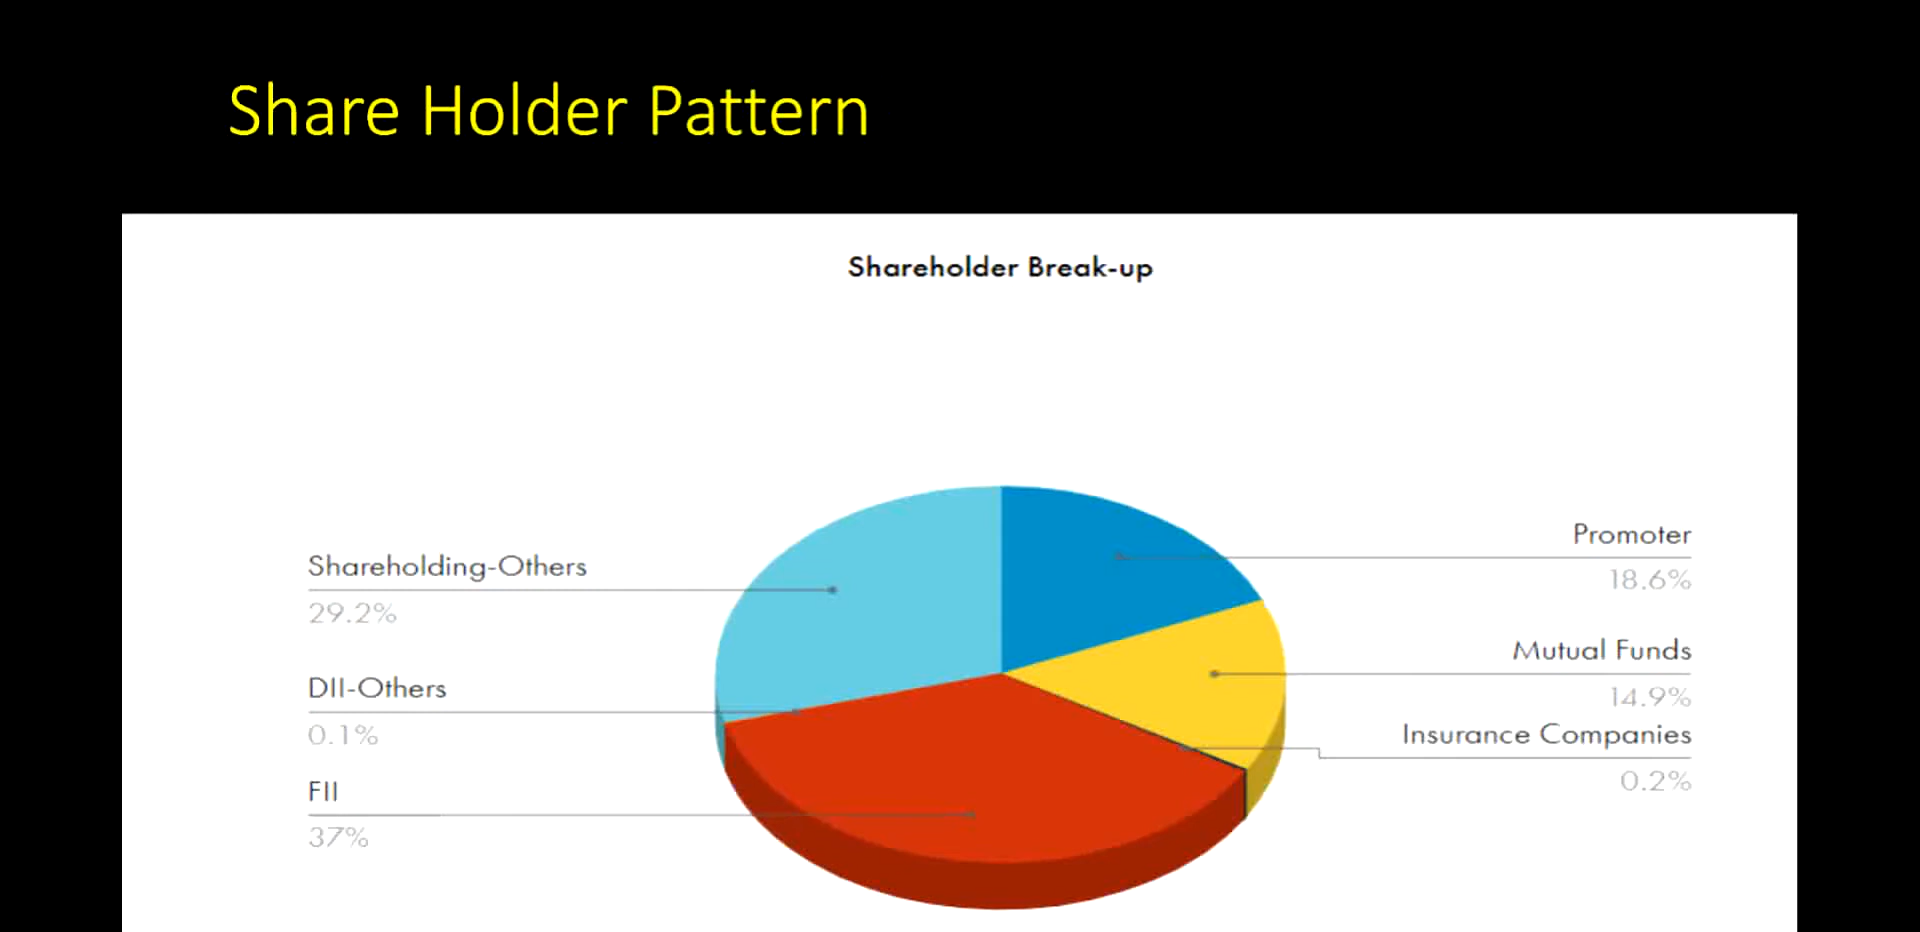 Share Holder Pattern
Shareholder Break-up
Shareholding-Others
29.2%
DII-Others
0.1%
FII
37%
Promoter
18.6%
Mutual Funds
14.9%
Insurance Companies
0.2%